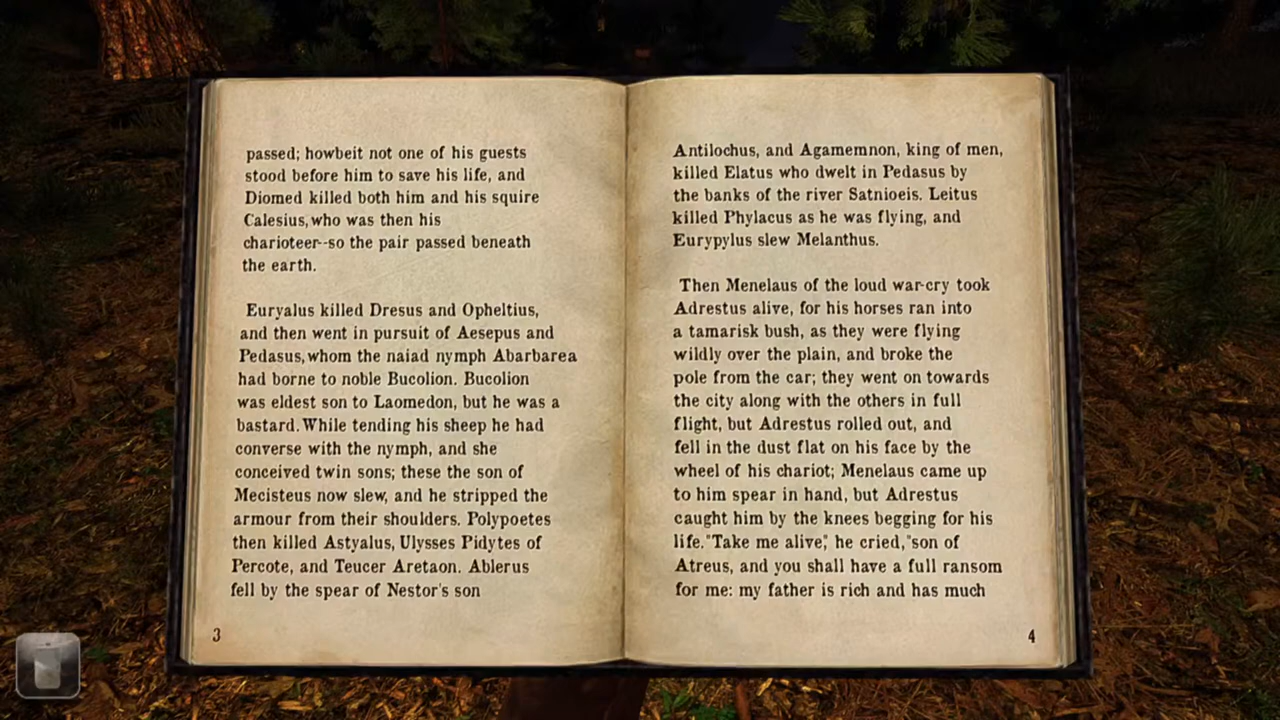 passed; howbeit not one of his guests
stood before him to save his life, and
Diomed killed both him and his squire
Calesius, who was then his
charioteer--so the pair passed beneath
the earth.
Euryalus killed Dresus and Opheltius,
and then went in pursuit of Aesepus and
Pedasus, whom the naiad nymph Abarbarea
had borne to noble Bucolion. Bucolion
was eldest son to Laomedon, but he was a
bastard. While tending his sheep he had
converse with the nymph, and she
conceived twin sons; these the son of
Mecisteus now slew, and he stripped the
armour from their shoulders. Polypoetes
then killed Astyalus, Ulysses Pidytes of
Percote, and Teucer Aretaon. Ablerus
fell by the spear of Nestor's son
3
Antilochus, and Agamemnon, king of men,
killed Elatus who dwelt in Pedasus by
the banks of the river Satnioeis. Leitus
killed Phylacus as he was flying, and
Eurypylus slew Melanthus.
Then Menelaus of the loud war-cry took
Adrestus alive, for his horses ran into
a tamarisk bush, as they were flying
wildly over the plain, and broke the
pole from the car; they went on towards
the city along with the others in full
flight, but Adrestus rolled out, and
fell in the dust flat on his face by the
wheel of his chariot; Menelaus came up
to him spear in hand, but Adrestus
caught him by the knees begging for his
life. "Take me alive," he cried, "son of
Atreus, and you shall have a full ransom
for me: my father is rich and has much
4